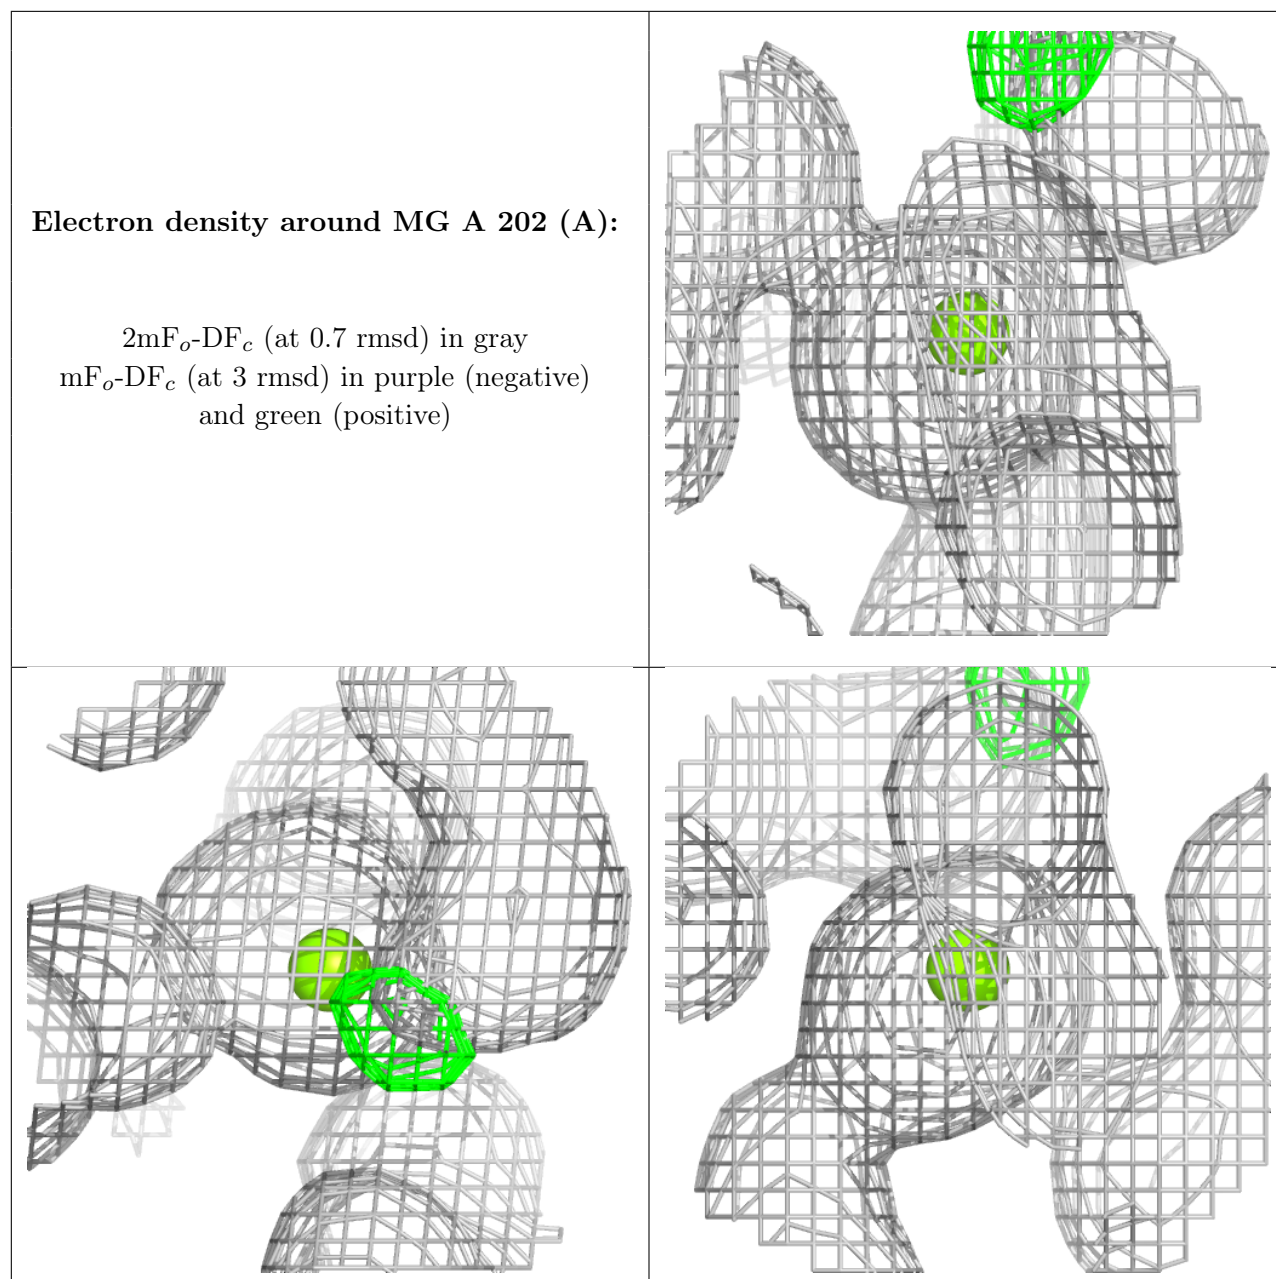 Electron density around MG A 202 (A):
2mFo-DFc (at 0.7 rmsd) in gray
mFo-DFc (at 3 rmsd) in purple (negative)
and green (positive)